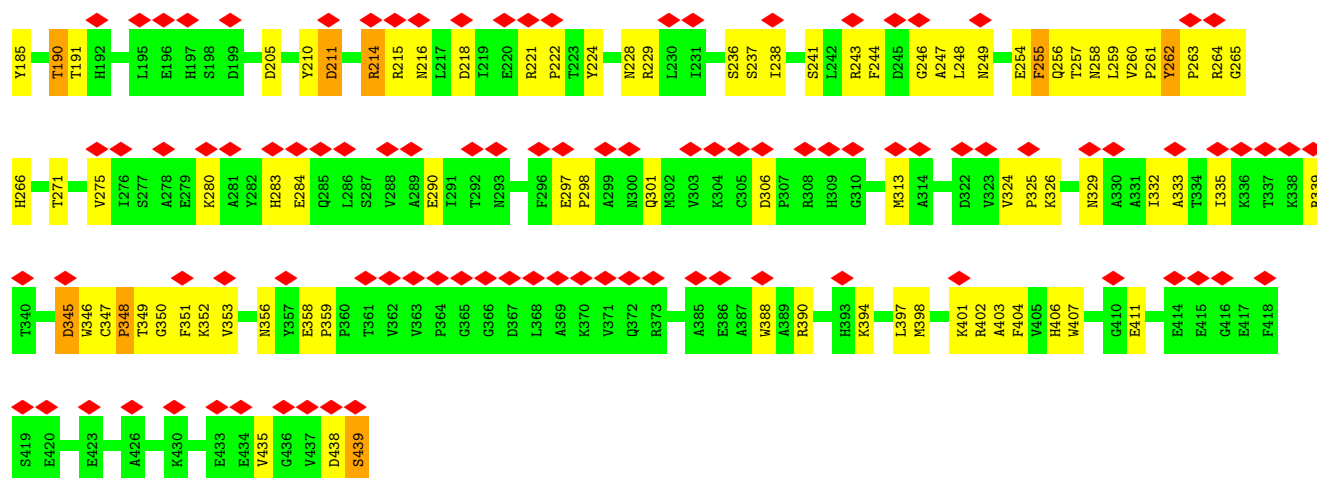 Y185 T190 T191 H192 L195 E196 H197 S198 D199 D205 Y210 D211 R214 R215 N216 L217 D218 I219 E220 R221 P222 T223 Y224 N228 R229 L230 I231 S236 S237 I238 S241 L242 R243 F244 D245 G246 A247 L248 N249 E254 F255 Q256 T257 N258 L259 V260 P261 Y262 P263 R264 G265
H266 T271 V275 I276 S277 A278 E279 K280 A281 Y282 H283 E284 Q285 L286 S287 V288 A289 E290 I291 T292 N293 F296 E297 P298 A299 N300 Q301 M302 V303 K304 C305 D306 P307 R308 H309 G310 M313 A314 D322 V323 V324 P325 K326 N329 A330 A331 I332 A333 T334 I335 K336 T337 K338 R339
T340 D345 W346 C347 P348 T349 G350 F351 K352 V353 N356 Y357 E358 P359 P360 T361 V362 V363 P364 G365 G366 D367 L368 A369 K370 V371 Q372 R373 A385 E386 A387 W388 A389 R390 H393 K394 L397 M398 K401 R402 A403 F404 V405 H406 W407 G410 E411 E414 E415 G416 E417 F418
S419 E420 E423 A426 K430 E433 E434 V435 G436 V437 D438 S439